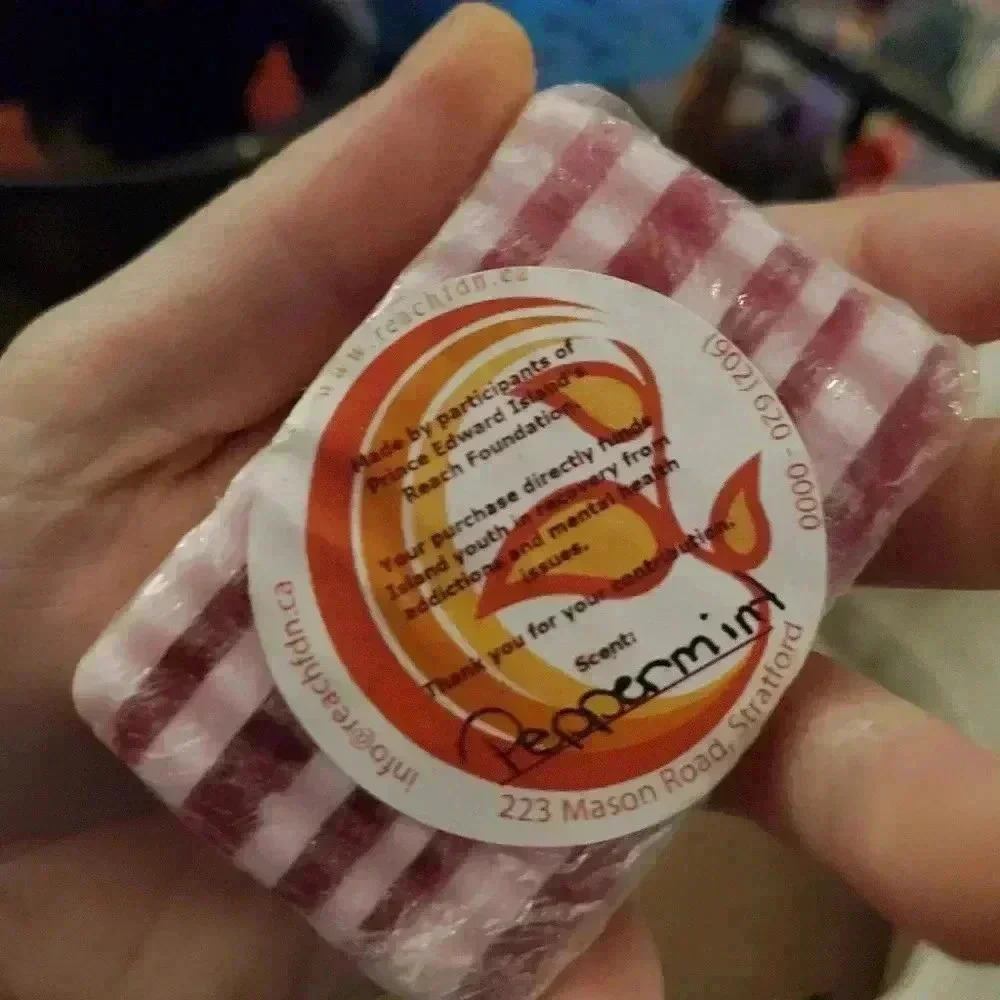 www.reachfdn.ca
(902) 620 - 0000
Made by participants of
Prince Edward Island's
Reach Foundation.
Your purchase directly funds
Island youth in recovery from
addictions and mental health
issues.
Thank you for your contribution.
Scent:
Peppermint
info@reachfdn.ca
223 Mason Road, Stratford